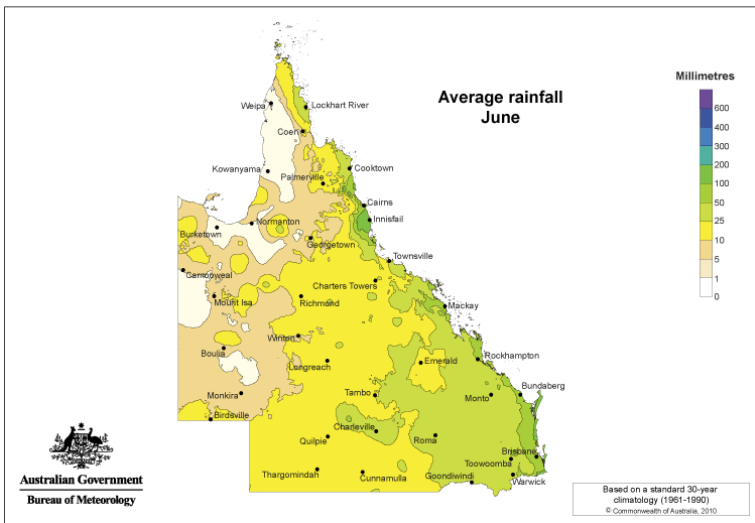 Average rainfall
June
Millimetres
600
400
300
200
100
50
25
10
5
1
0
Weipa
Lockhart River
Coen
Kowanyama
Cooktown
Palmerville
Cairns
Innisfail
Normanton
Burketown
Georgetown
Townsville
Camooweal
Charters Towers
Mount Isa
Richmond
Mackay
Winton
Boulia
Longreach
Emerald
Rockhampton
Monkira
Tambo
Monto
Bundaberg
Birdsville
Charleville
Quilpie
Roma
Brisbane
Toowoomba
Thargomindah
Cunnamulla
Goondiwindi
Warwick
Australian Government
Bureau of Meteorology
Based on a standard 30-year
climatology (1961-1990)
© Commonwealth of Australia, 2010